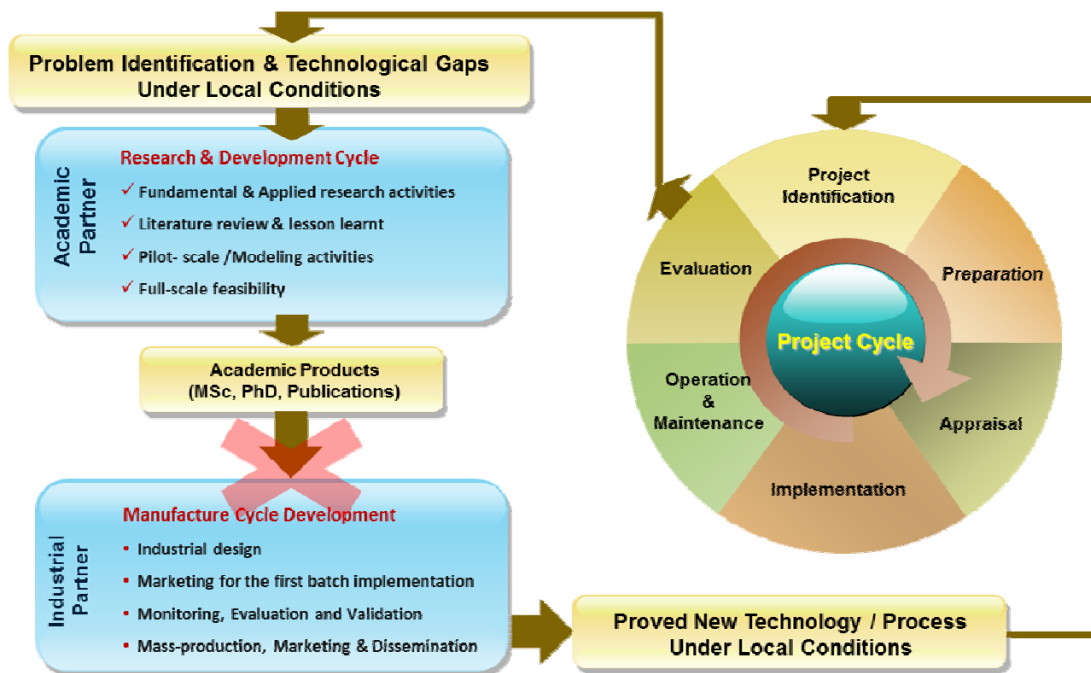 Problem Identification & Technological Gaps
Under Local Conditions
Academic
Partner
Research & Development Cycle
✓ Fundamental & Applied research activities
✓ Literature review & lesson learnt
✓ Pilot- scale /Modeling activities
✓ Full-scale feasibility
Academic Products
(MSc, PhD, Publications)
Industrial
Partner
Manufacture Cycle Development
• Industrial design
• Marketing for the first batch implementation
• Monitoring, Evaluation and Validation
• Mass-production, Marketing & Dissemination
Proved New Technology / Process
Under Local Conditions
Project
Identification
Preparation
Appraisal
Implementation
Operation
&
Maintenance
Evaluation
Project Cycle